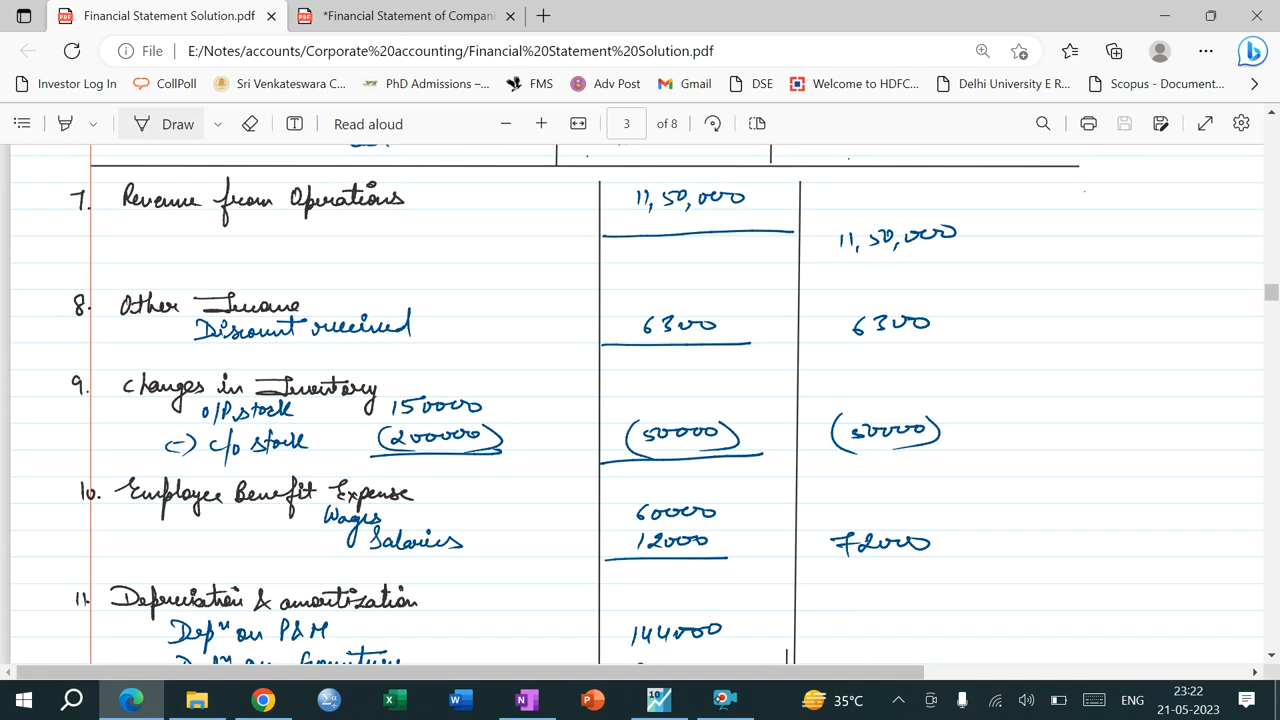 Financial Statement Solution.pdf
*Financial Statement of Compani
File E:/Notes/accounts/Corporate%20accounting/Financial%20Statement%20Solution.pdf
Investor Log In CollPoll Sri Venkateswara C... PhD Admissions –... FMS Adv Post Gmail DSE Welcome to HDFC... Delhi University E R... Scopus - Document...
Draw Read aloud 3 of 8
7. Revenue from Operations 11,50,000
11,50,000
8. Other Income
Discount received 6300 6300
9. Changes in Inventory
O/P stock 150000
(-) c/o stock (200000) (50000) (50000)
10. Employee Benefit Expense
Wages 60000
Salaries 12000 72000
11. Depreciation & amortization
Depn on P&M 144000
Depn on
10
35°C ENG 23:22
21-05-2023